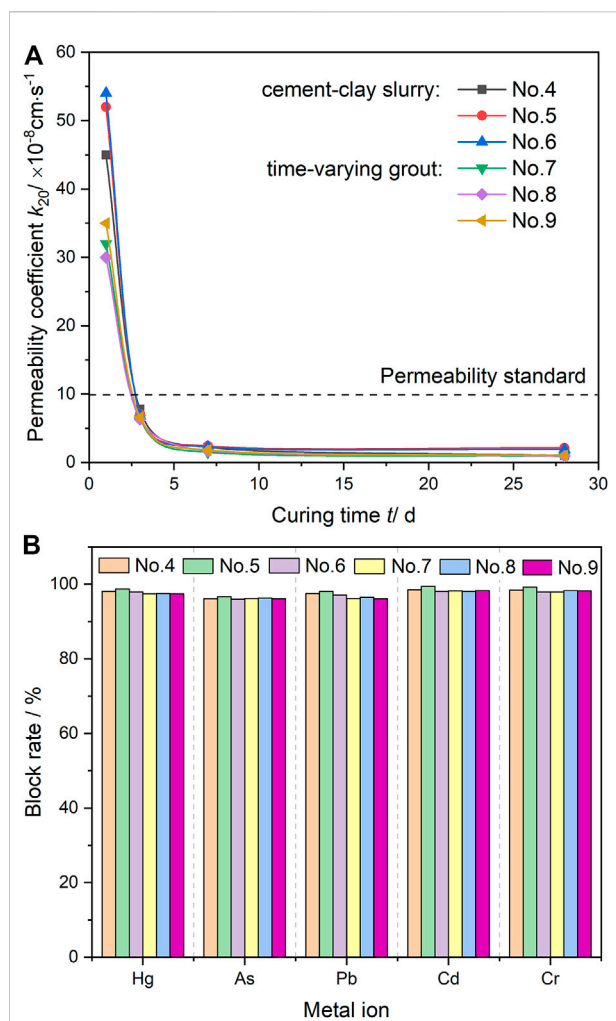 A
60
50
40
30
20
10
0
Permeability coefficient k20/ ×10-8cm·s-1
cement-clay slurry:
No.4
No.5
No.6
time-varying grout:
No.7
No.8
No.9
Permeability standard
0 5 10 15 20 25 30
Curing time t/ d
B
No.4 No.5 No.6 No.7 No.8 No.9
100
80
60
40
20
0
Block rate / %
Hg As Pb Cd Cr
Metal ion